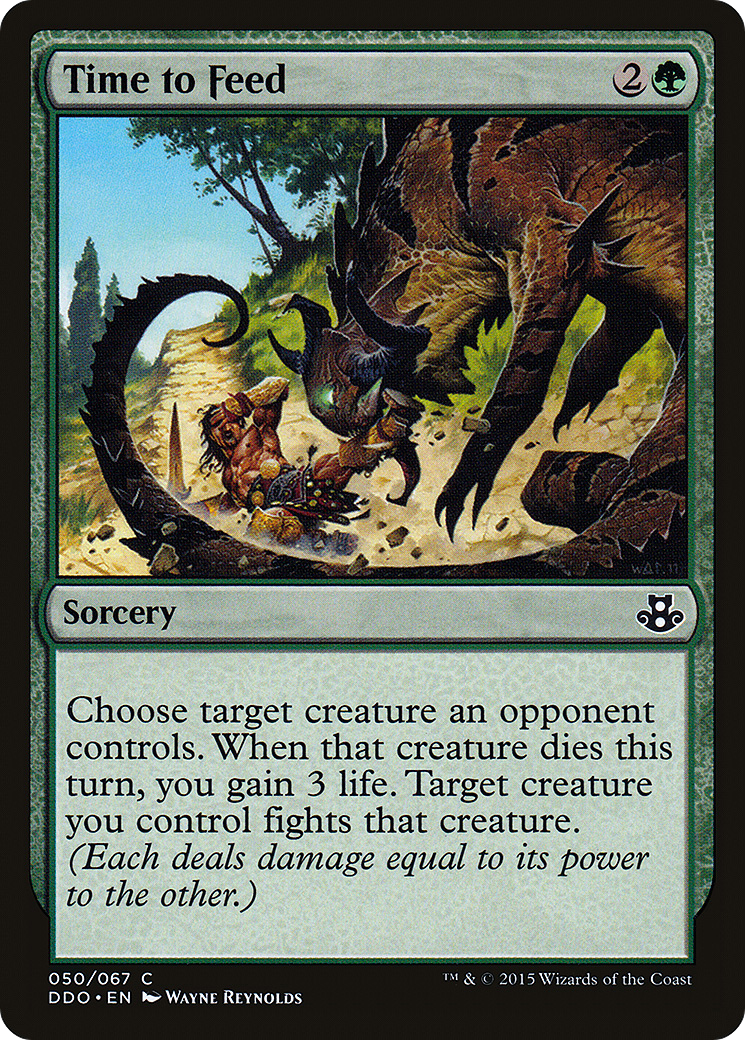 Time to Feed 2
WAR.11
Sorcery
Choose target creature an opponent
controls. When that creature dies this
turn, you gain 3 life. Target creature
you control fights that creature.
(Each deals damage equal to its power
to the other.)
050/067 C ™ & © 2015 Wizards of the Coast
DDO • EN Wayne Reynolds